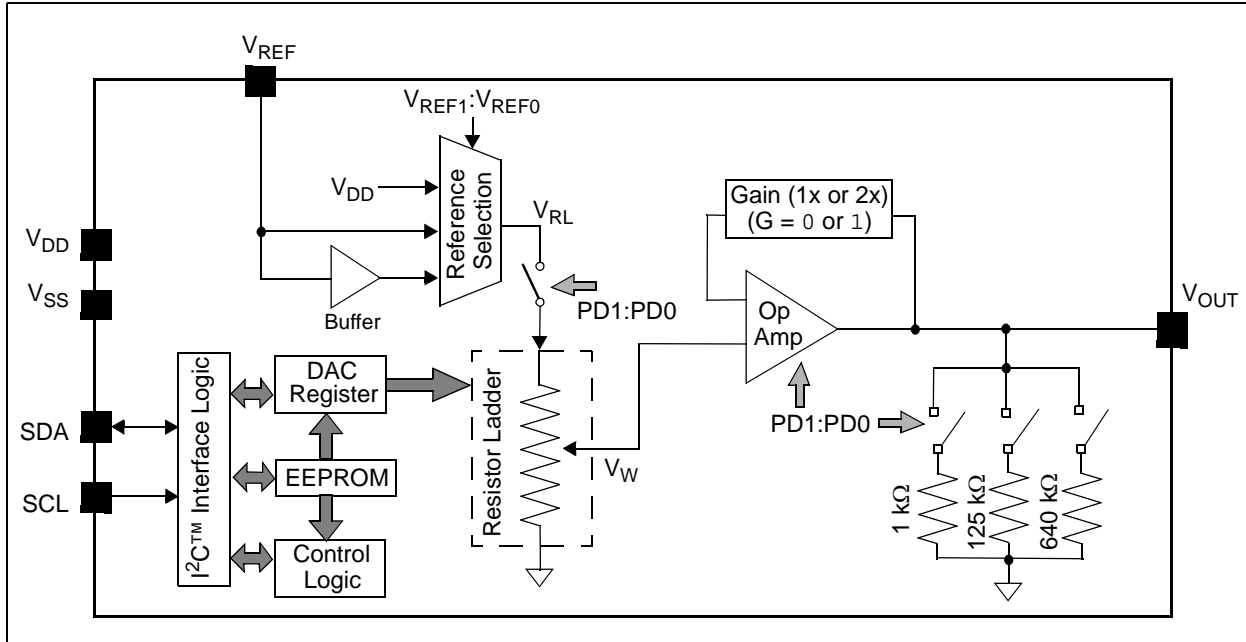 VREF
VREF1:VREF0
VDD
Reference
Selection
VRL
Buffer
PD1:PD0
Gain (1x or 2x)
(G = 0 or 1)
Op
Amp
VOUT
VDD
VSS
SDA
SCL
I²C™ Interface Logic
DAC
Register
EEPROM
Control
Logic
Resistor Ladder
VW
PD1:PD0
1 kΩ
125 kΩ
640 kΩ